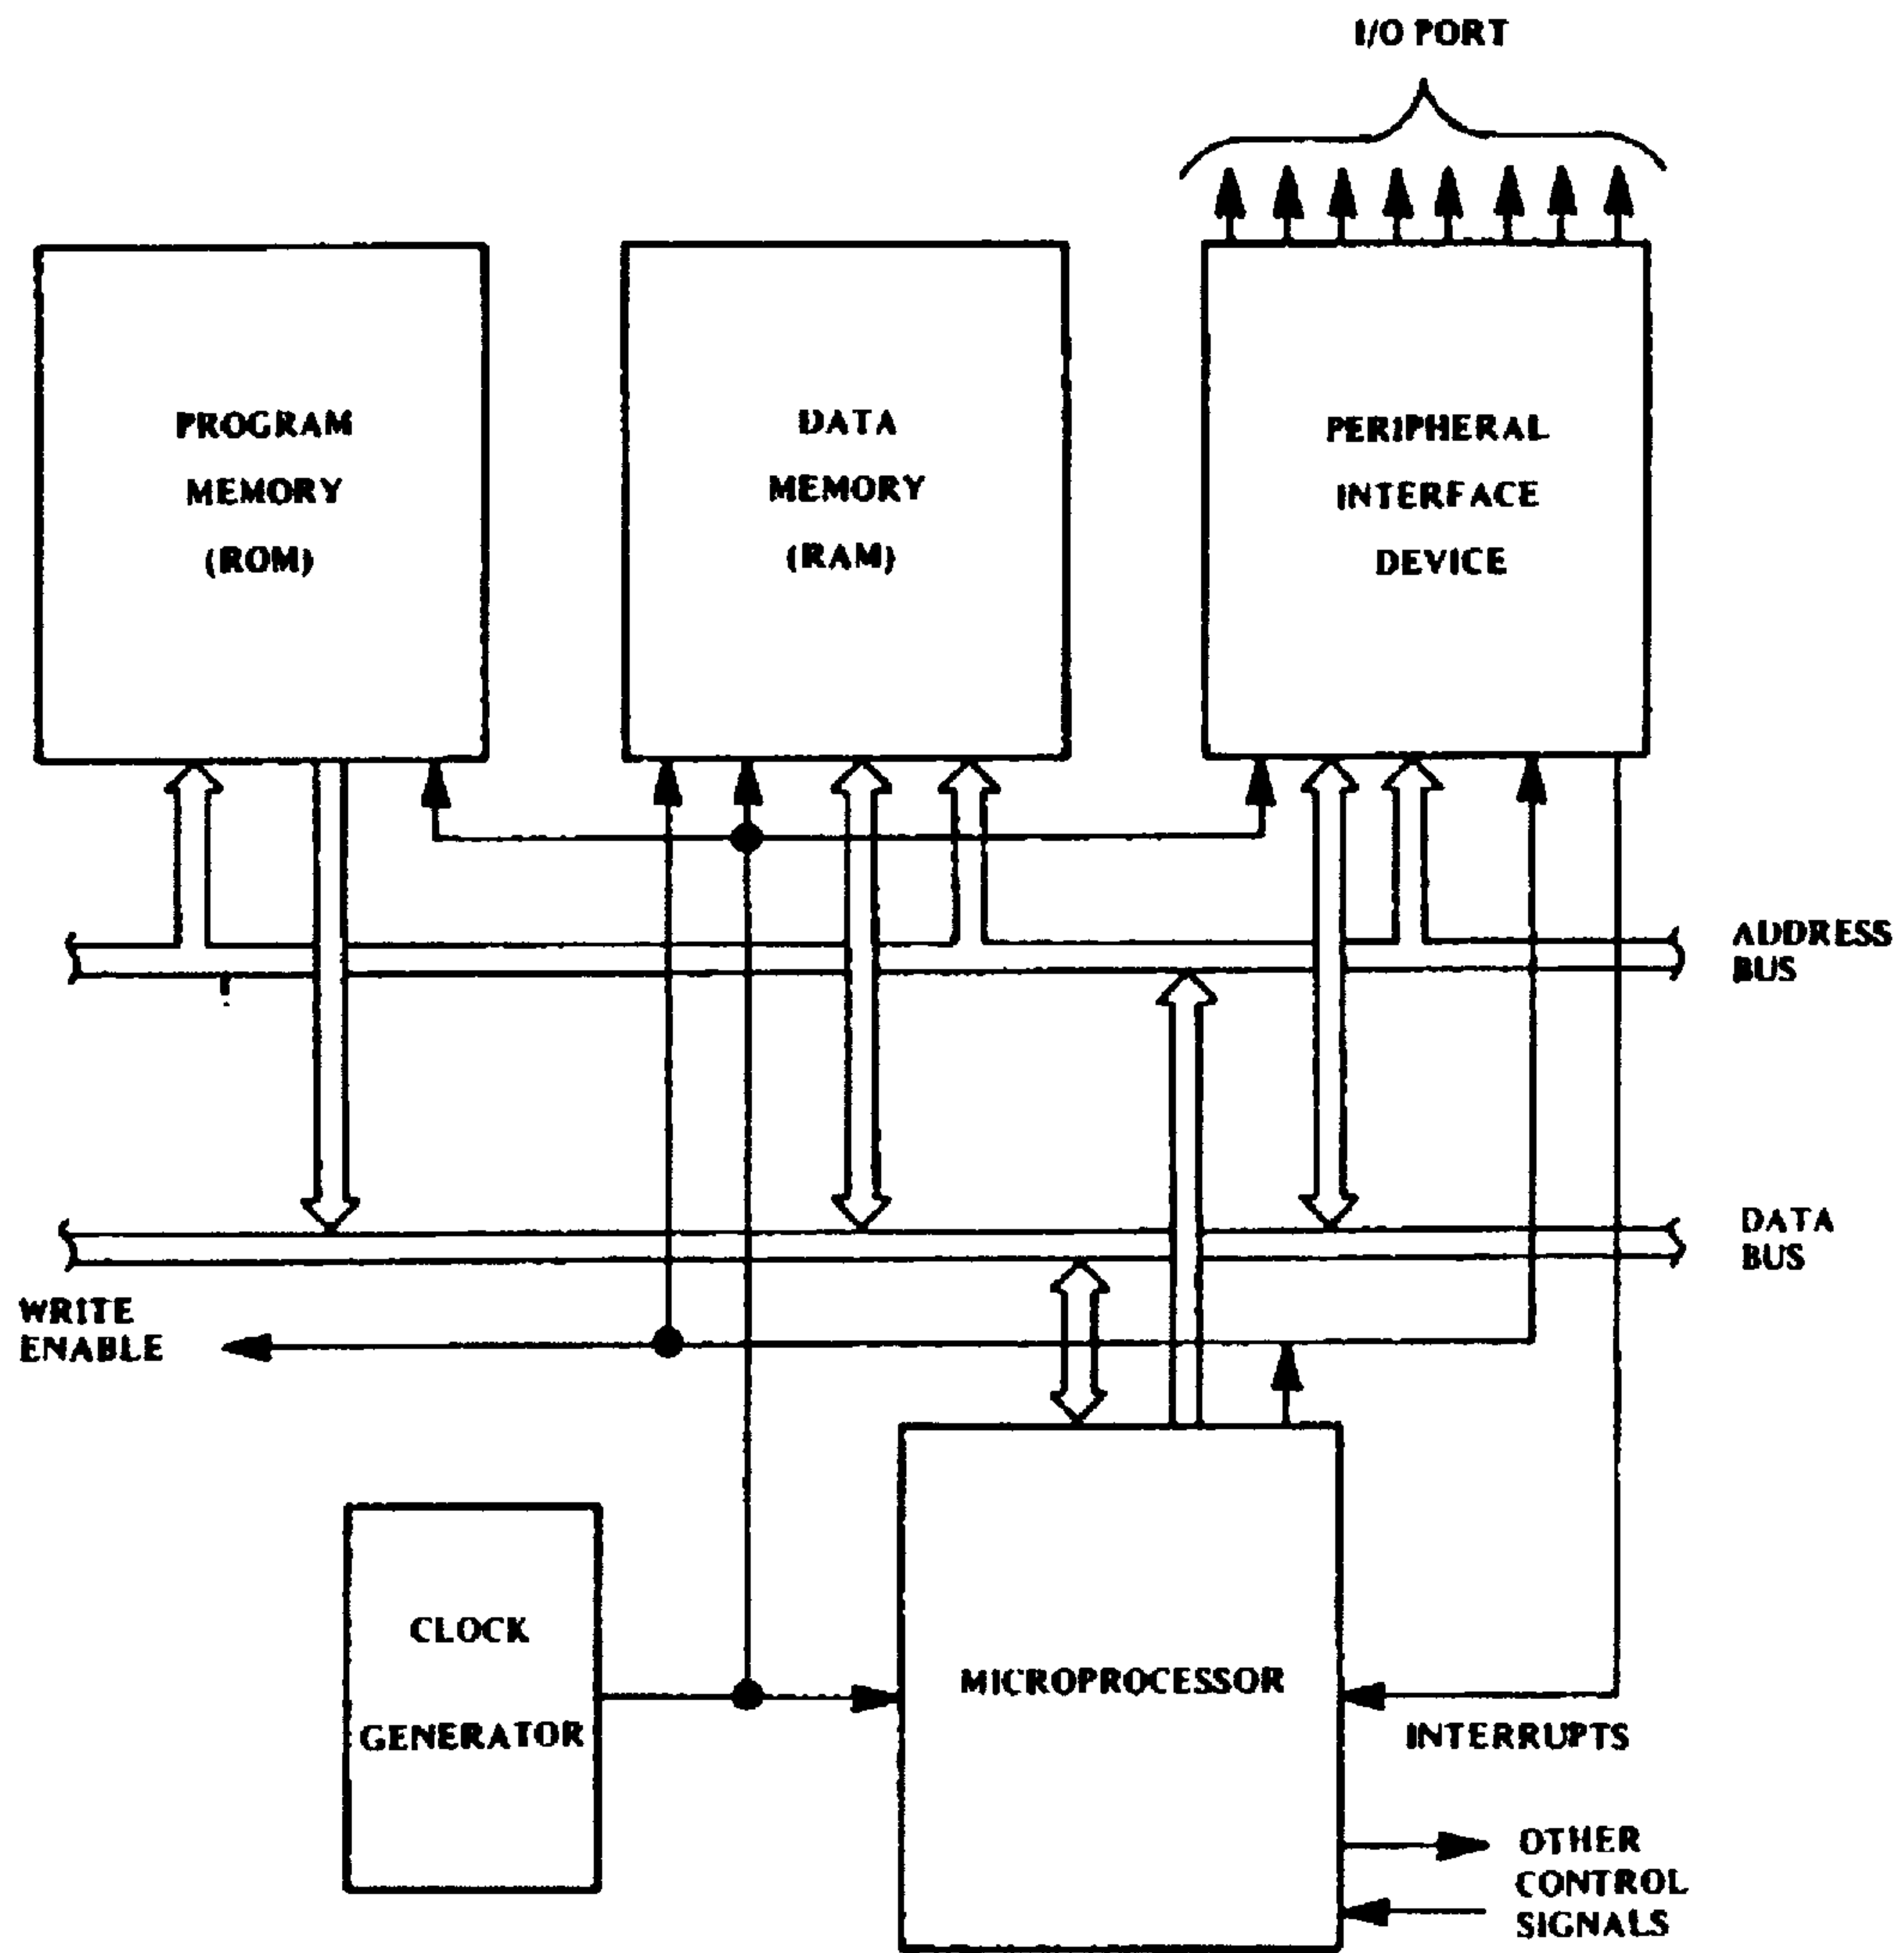 I/O PORT
PROGRAM
MEMORY
(ROM)
DATA
MEMORY
(RAM)
PERIPHERAL
INTERFACE
DEVICE
ADDRESS
BUS
DATA
BUS
WRITE
ENABLE
CLOCK
GENERATOR
MICROPROCESSOR
INTERRUPTS
OTHER
CONTROL
SIGNALS